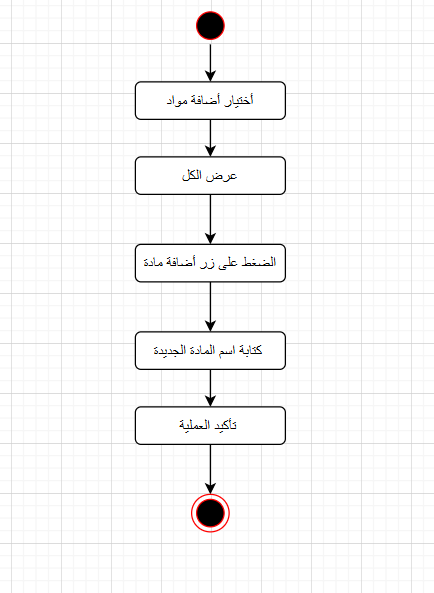 أختيار أضافة مواد
عرض الكل
الضغط على زر أضافة مادة
كتابة اسم المادة الجديدة
تأكيد العملية